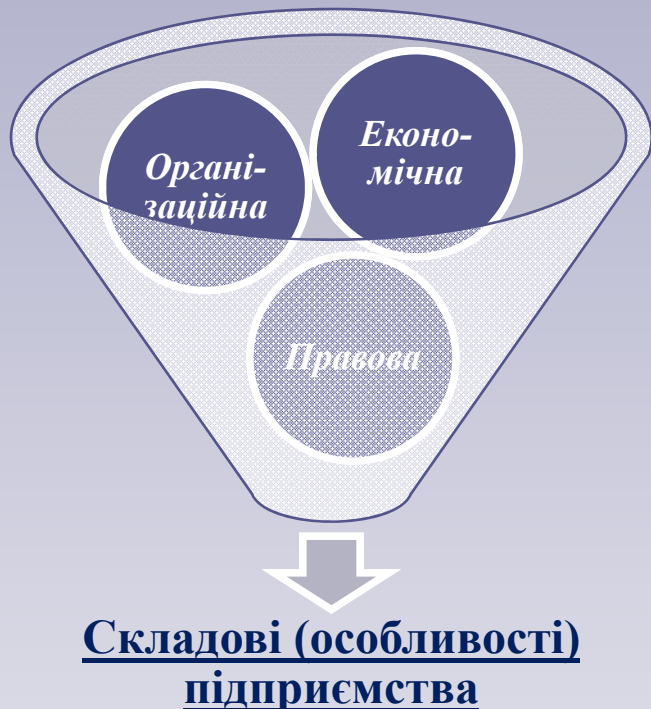 Органі-
заційна
Еконо-
мічна
Правова
Складові (особливості)
підприємства